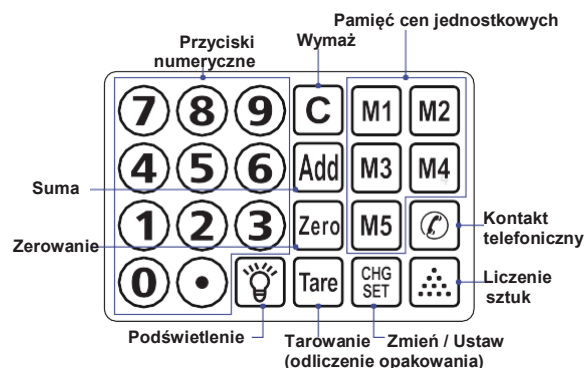 Pamięć cen jednostkowych
Przyciski
numeryczne
Wymaż
7 8 9 C M1 M2
4 5 6 Add M3 M4
Suma
1 2 3 Zero M5
Kontakt
telefoniczny
Zerowanie
0 • Tare CHG
SET
Liczenie
sztuk
Podświetlenie
Tarowanie
(odliczenie opakowania)
Zmień / Ustaw